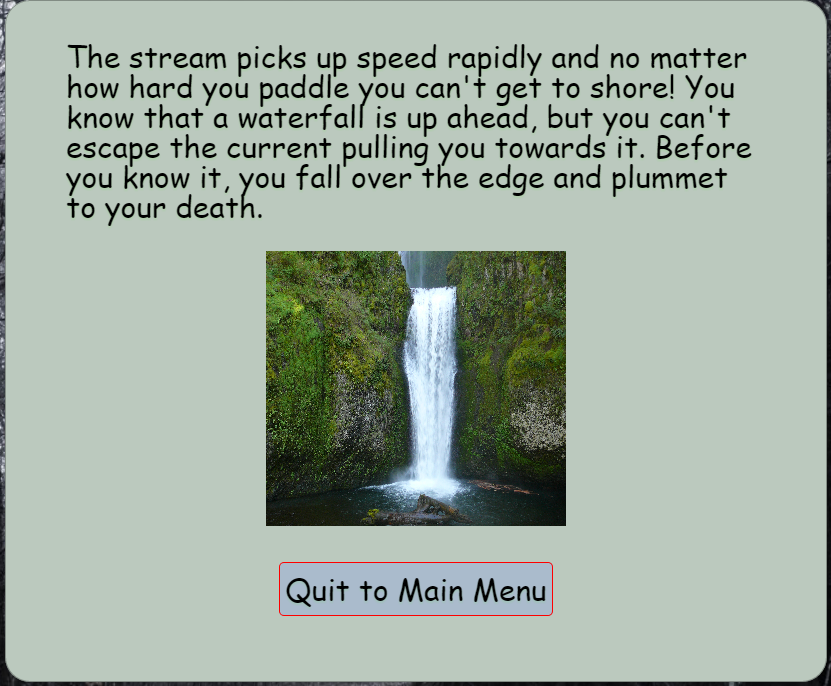 The stream picks up speed rapidly and no matter
how hard you paddle you can't get to shore! You
know that a waterfall is up ahead, but you can't
escape the current pulling you towards it. Before
you know it, you fall over the edge and plummet
to your death.
Quit to Main Menu